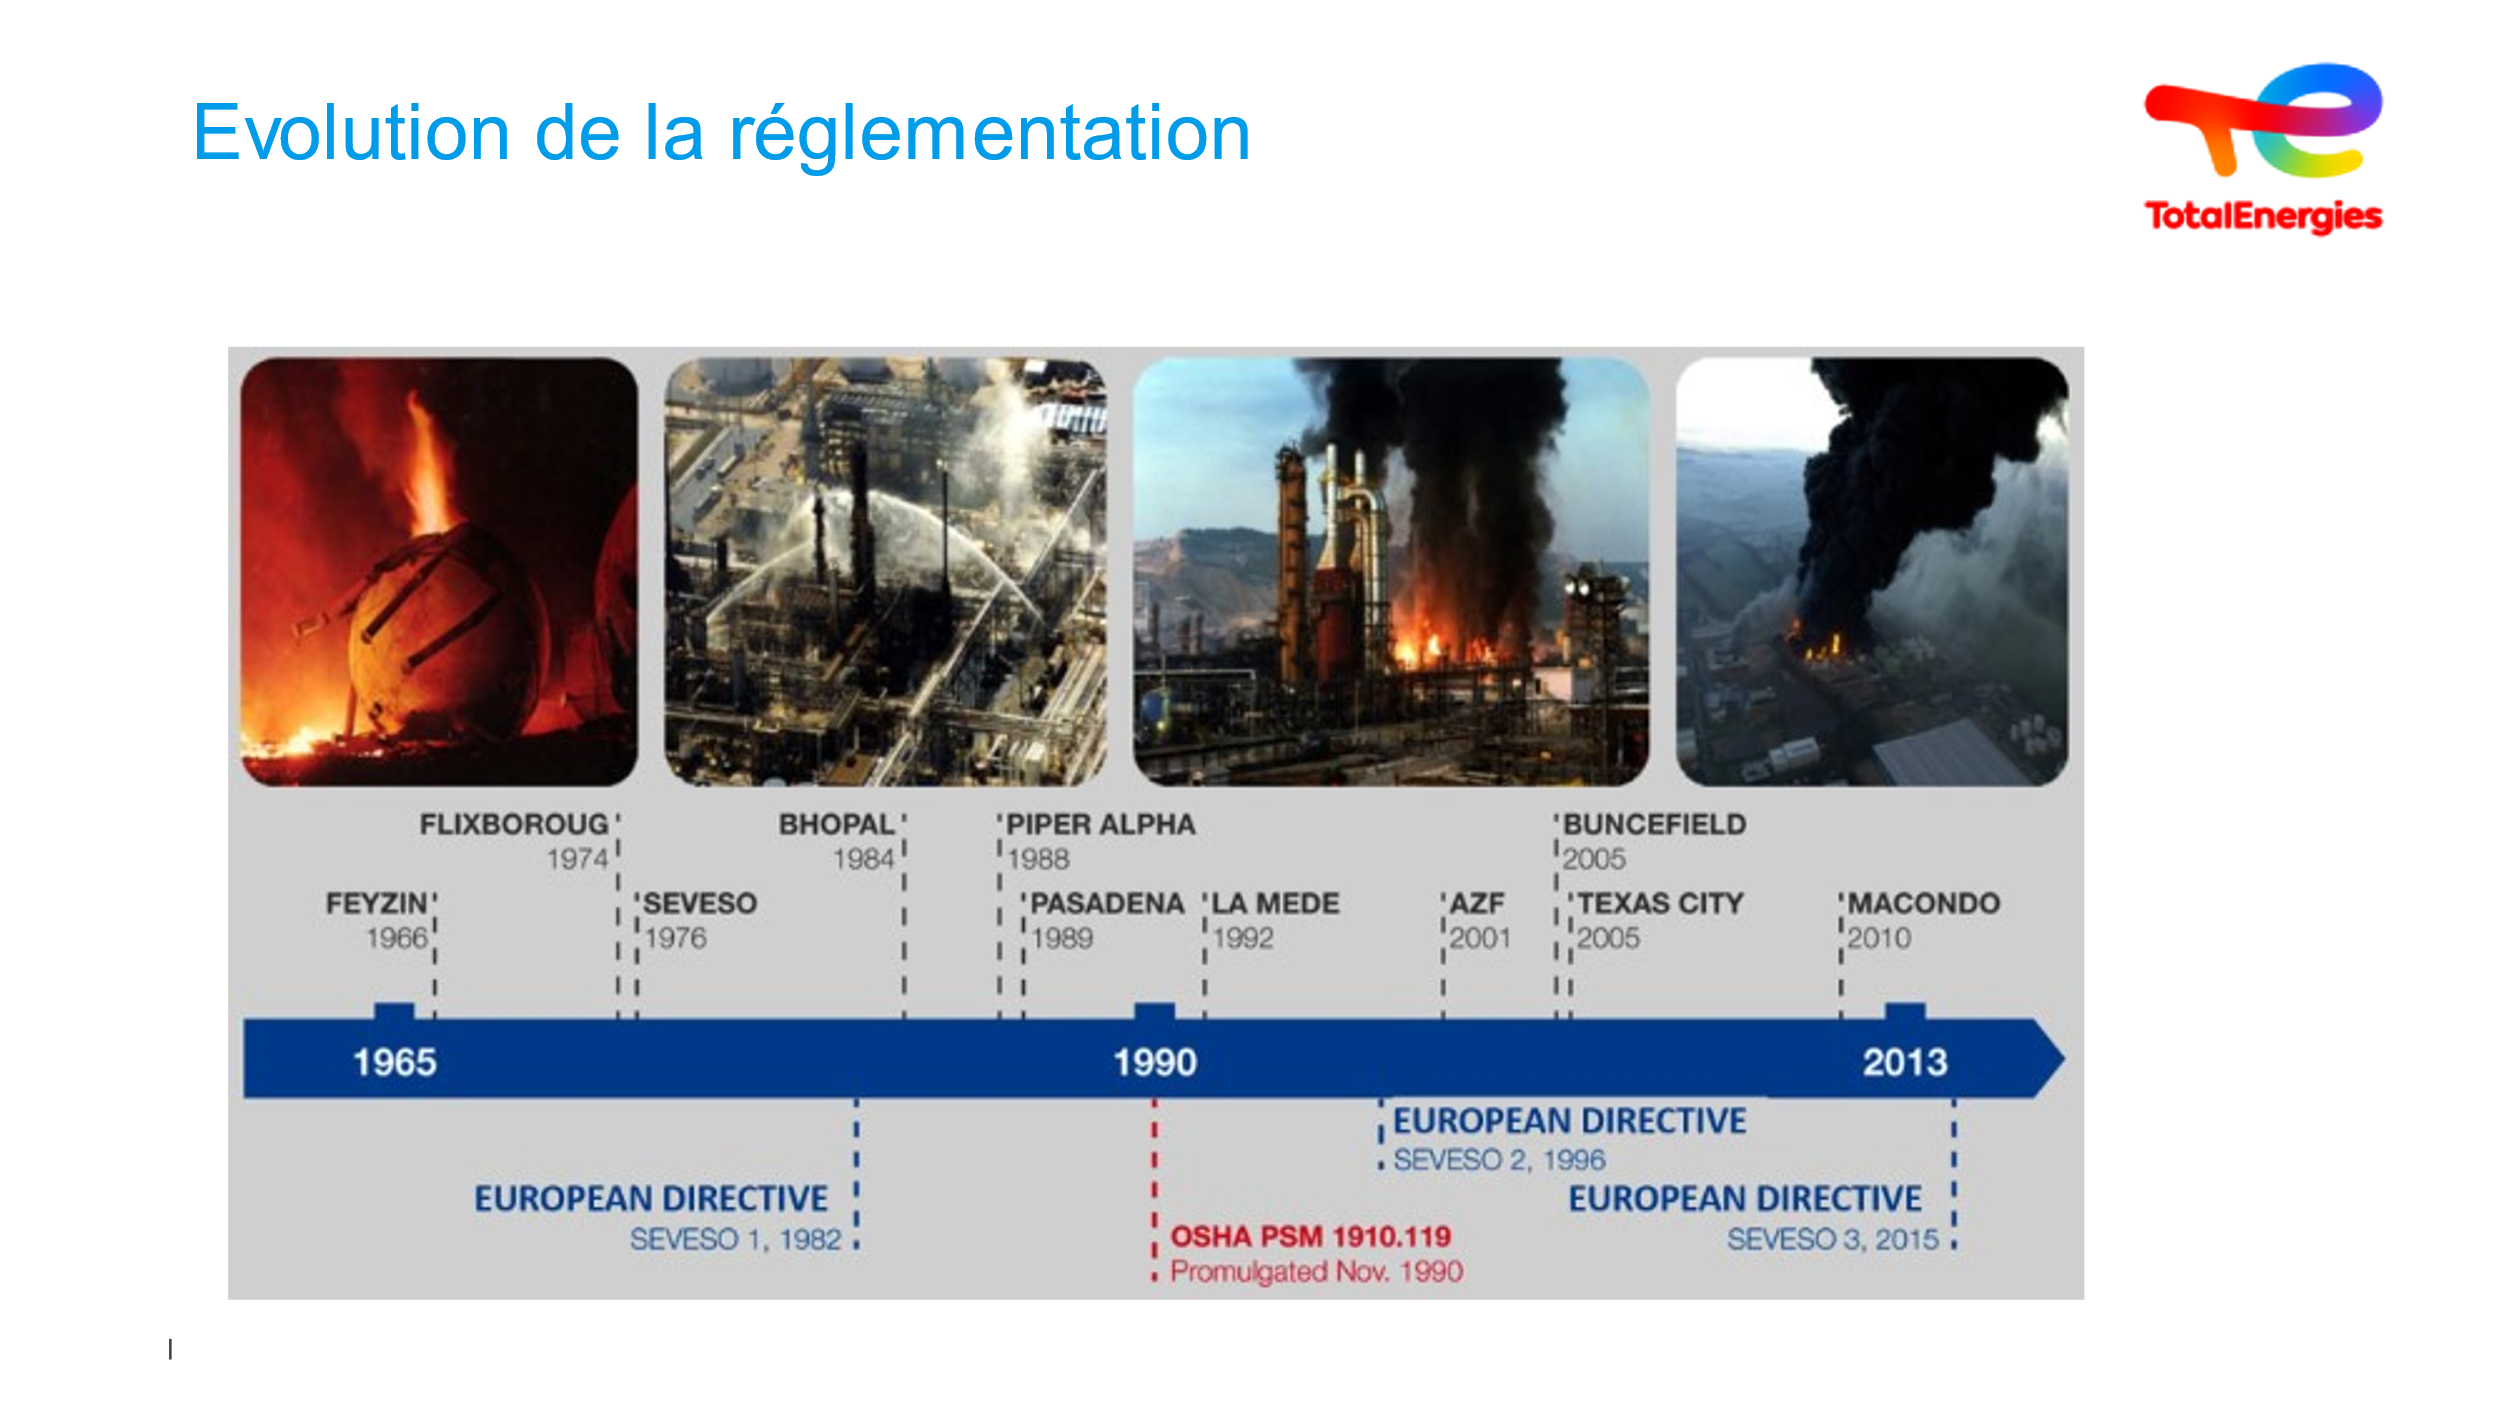 Evolution de la réglementation
TotalEnergies
FLIXBOROUG
1974
BHOPAL
1984
PIPER ALPHA
1988
BUNCEFIELD
2005
FEYZIN
1966
SEVESO
1976
PASADENA
1989
LA MEDE
1992
AZF
2001
TEXAS CITY
2005
MACONDO
2010
1965
1990
2013
EUROPEAN DIRECTIVE
SEVESO 2, 1996
EUROPEAN DIRECTIVE
SEVESO 1, 1982
EUROPEAN DIRECTIVE
SEVESO 3, 2015
OSHA PSM 1910.119
Promulgated Nov. 1990
|